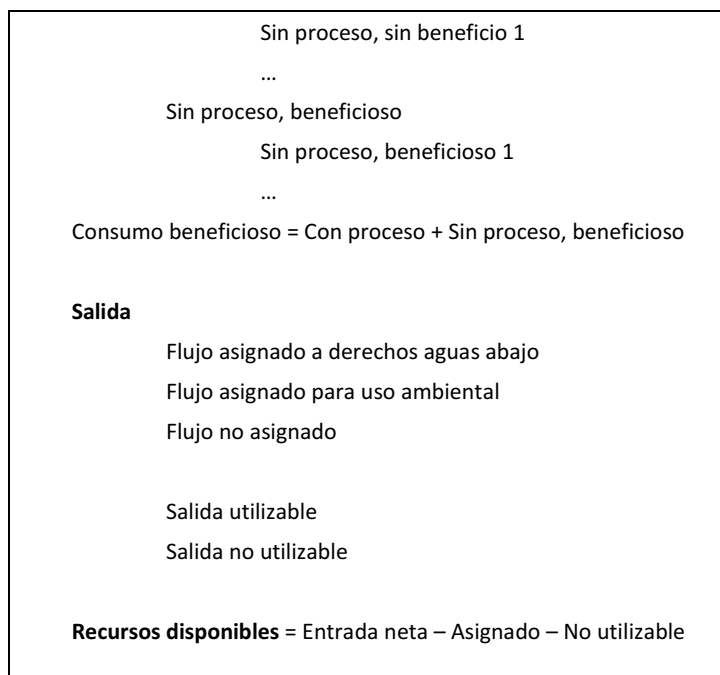 Sin proceso, sin beneficio 1
…
Sin proceso, beneficioso
Sin proceso, beneficioso 1
…
Consumo beneficioso = Con proceso + Sin proceso, beneficioso
Salida
Flujo asignado a derechos aguas abajo
Flujo asignado para uso ambiental
Flujo no asignado
Salida utilizable
Salida no utilizable
Recursos disponibles = Entrada neta – Asignado – No utilizable